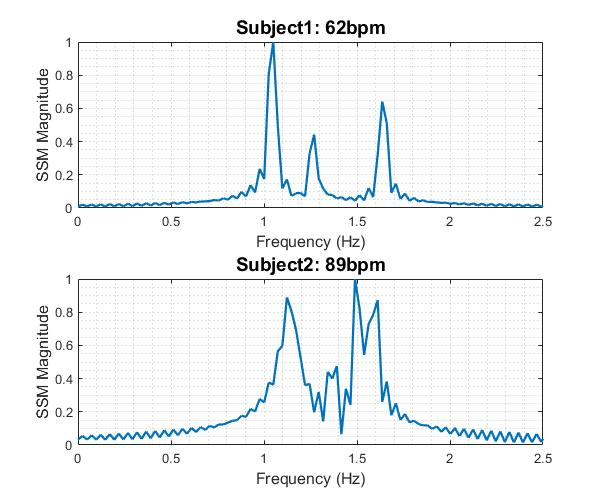 Subject1: 62bpm
1
0.8
0.6
0.4
0.2
0
SSM Magnitude
0 0.5 1 1.5 2 2.5
Frequency (Hz)
Subject2: 89bpm
1
0.8
0.6
0.4
0.2
0
SSM Magnitude
0 0.5 1 1.5 2 2.5
Frequency (Hz)